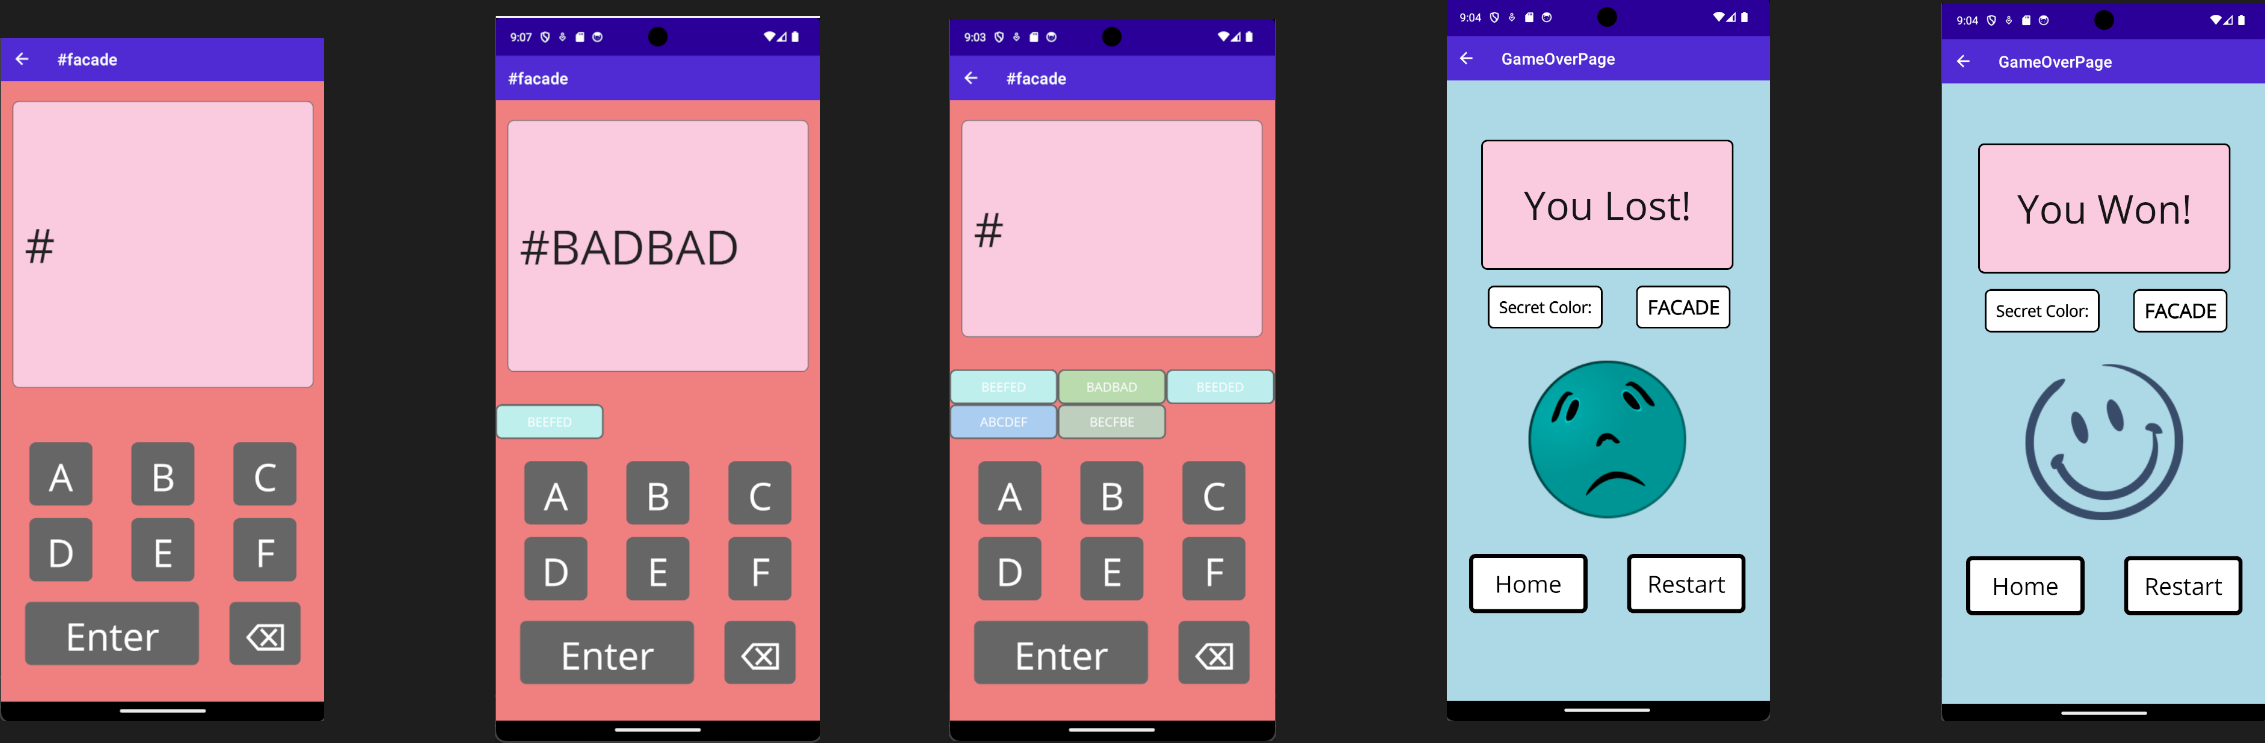 #facade
#
A B C
D E F
Enter
9:07
#facade
#BADBAD
BEEFED
A B C
D E F
Enter
9:03
#facade
#
BEEFED BADBAD BEEDED
ABCDEF BECFBE
A B C
D E F
Enter
9:04
GameOverPage
You Lost!
Secret Color: FACADE
Home Restart
9:04
GameOverPage
You Won!
Secret Color: FACADE
Home Restart